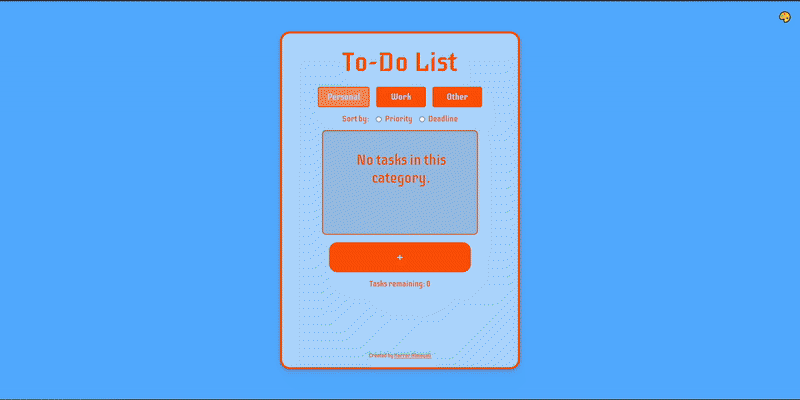 To-Do List
Personal Work Other
Sort by: Priority Deadline
No tasks in this
category.
+
Tasks remaining: 0
Created by